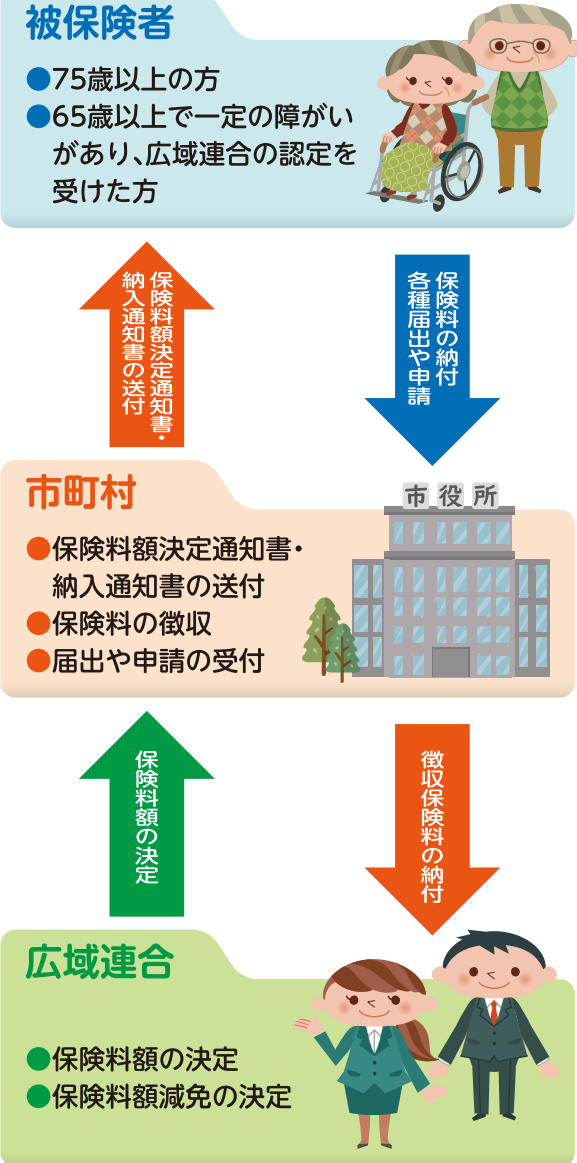 被保険者
●75歳以上の方
●65歳以上で一定の障がい
があり、広域連合の認定を
受けた方
保険料額決定通知書・
納入通知書の送付
保険料の納付
各種届出や申請
市町村
市役所
●保険料額決定通知書・
納入通知書の送付
●保険料の徴収
●届出や申請の受付
保険料額の決定
徴収保険料の納付
広域連合
●保険料額の決定
●保険料額減免の決定